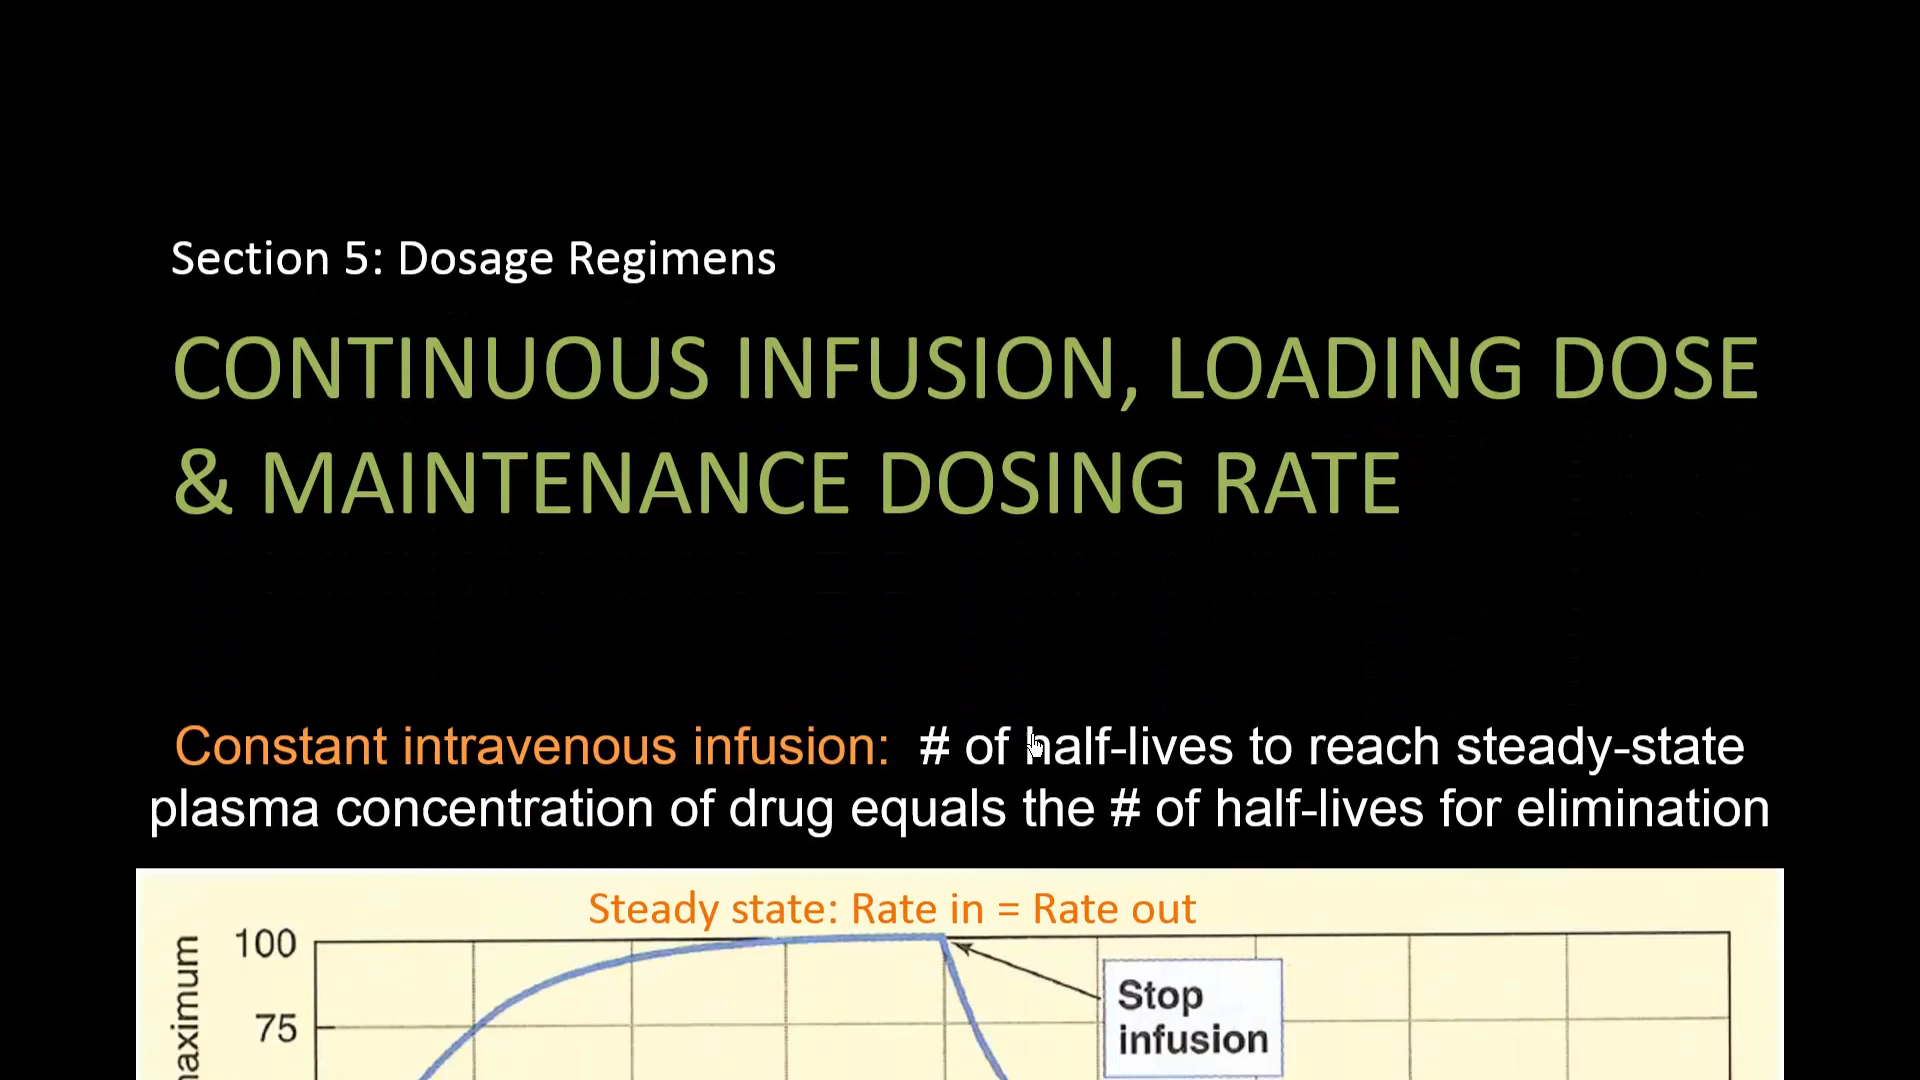 Section 5: Dosage Regimens
CONTINUOUS INFUSION, LOADING DOSE
& MAINTENANCE DOSING RATE
Constant intravenous infusion: # of half-lives to reach steady-state
plasma concentration of drug equals the # of half-lives for elimination
Steady state: Rate in = Rate out
100
Stop
infusion
75